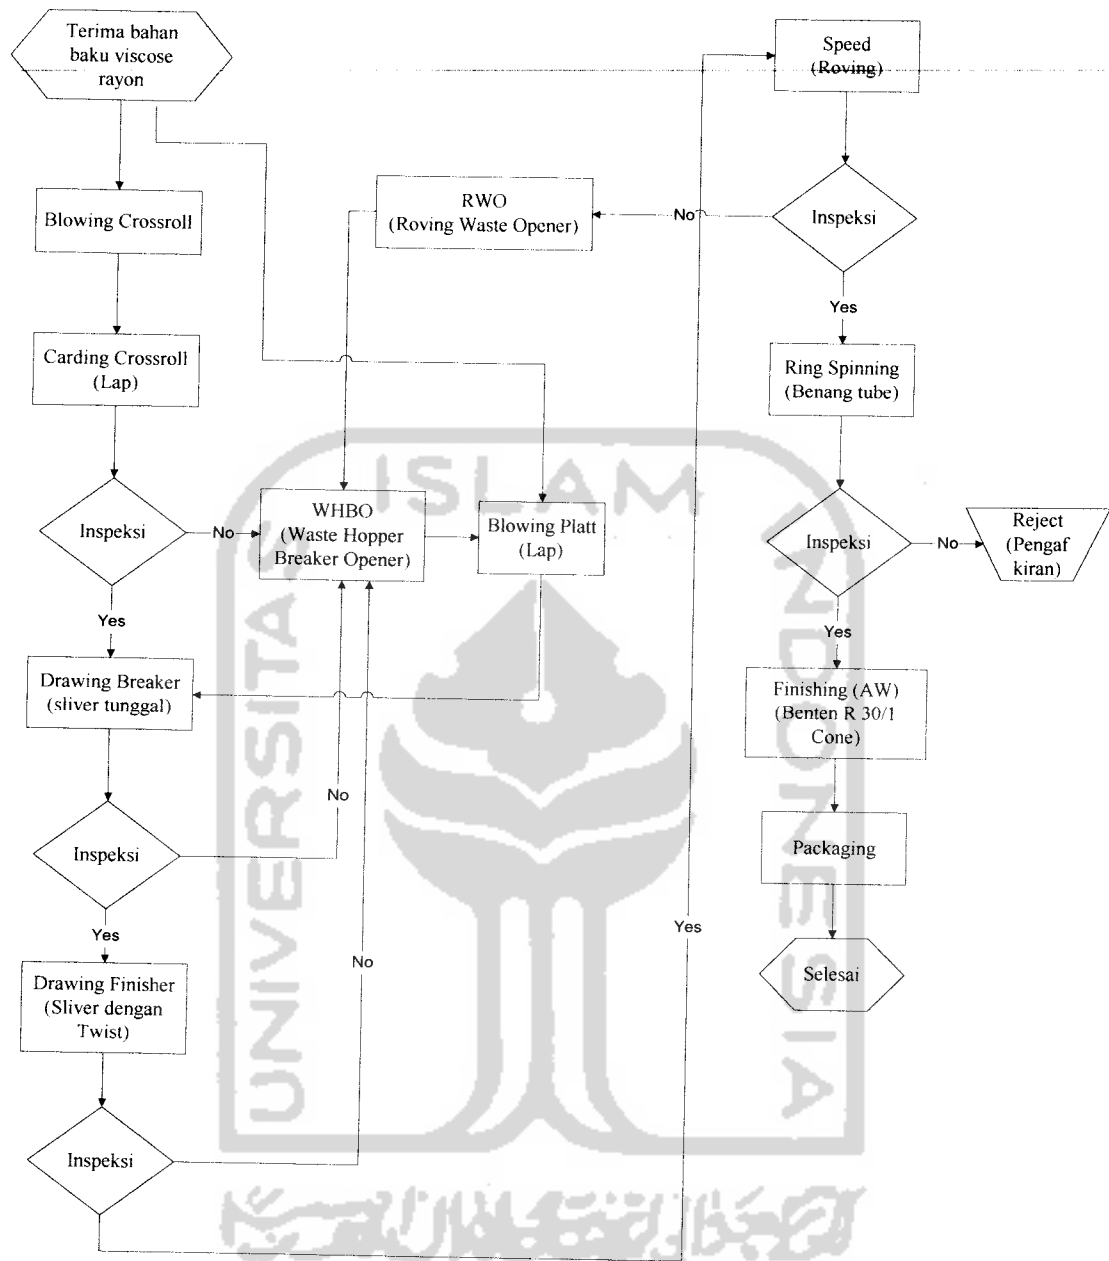 Terima bahan
baku viscose
rayon
Blowing Crossroll
Carding Crossroll
(Lap)
Inspeksi
No
Yes
WHBO
(Waste Hopper
Breaker Opener)
Blowing Platt
(Lap)
RWO
(Roving Waste Opener)
Drawing Breaker
(sliver tunggal)
Inspeksi
No
Yes
Drawing Finisher
(Sliver dengan
Twist)
Inspeksi
No
Yes
Speed
(Roving)
Inspeksi
No
Yes
Ring Spinning
(Benang tube)
Inspeksi
No
Reject
(Pengaf
kiran)
Yes
Finishing (AW)
(Benten R 30/1
Cone)
Packaging
Selesai
UNIVERSITAS
ISLAM
INDONESIA